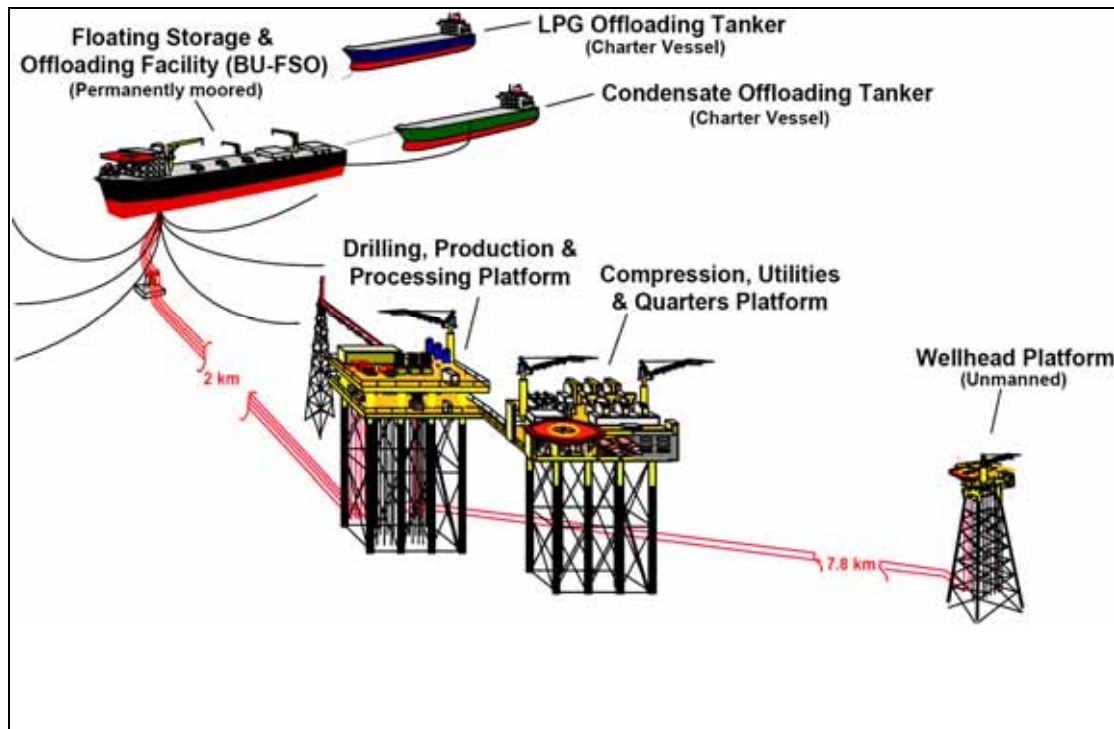 LPG Offloading Tanker
(Charter Vessel)
Floating Storage &
Offloading Facility (BU-FSO)
(Permanently moored)
Condensate Offloading Tanker
(Charter Vessel)
Drilling, Production &
Processing Platform
Compression, Utilities
& Quarters Platform
Wellhead Platform
(Unmanned)
2 km
7.8 km